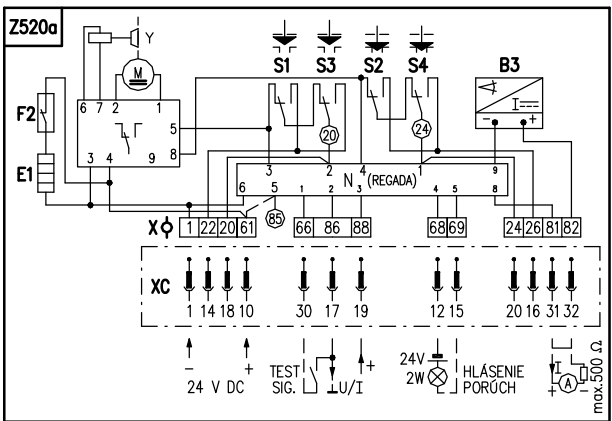 Z520a
Y
M
6 7 2 1
F2
5
8
3 4 9
E1
S1 S3 S2 S4 B3
I
- +
20
24
3 2 4 1 9
N (REGADA)
6 5 1 2 3 4 5 8
85
X
1 22 20 61 66 86 88 68 69 24 26 81 82
XC
1 14 18 10 30 17 19 12 15 20 16 31 32
- +
24 V DC
TEST
SIG.
U/I
+
24V
2W
HLÁSENIE
PORÚCH
I
A
+ -
max.500 Ω